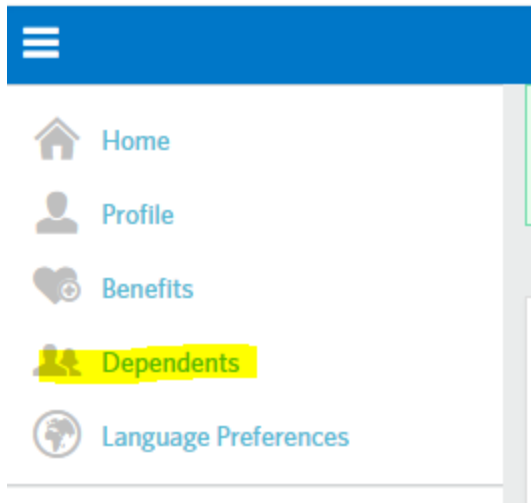 Home
Profile
Benefits
Dependents
Language Preferences